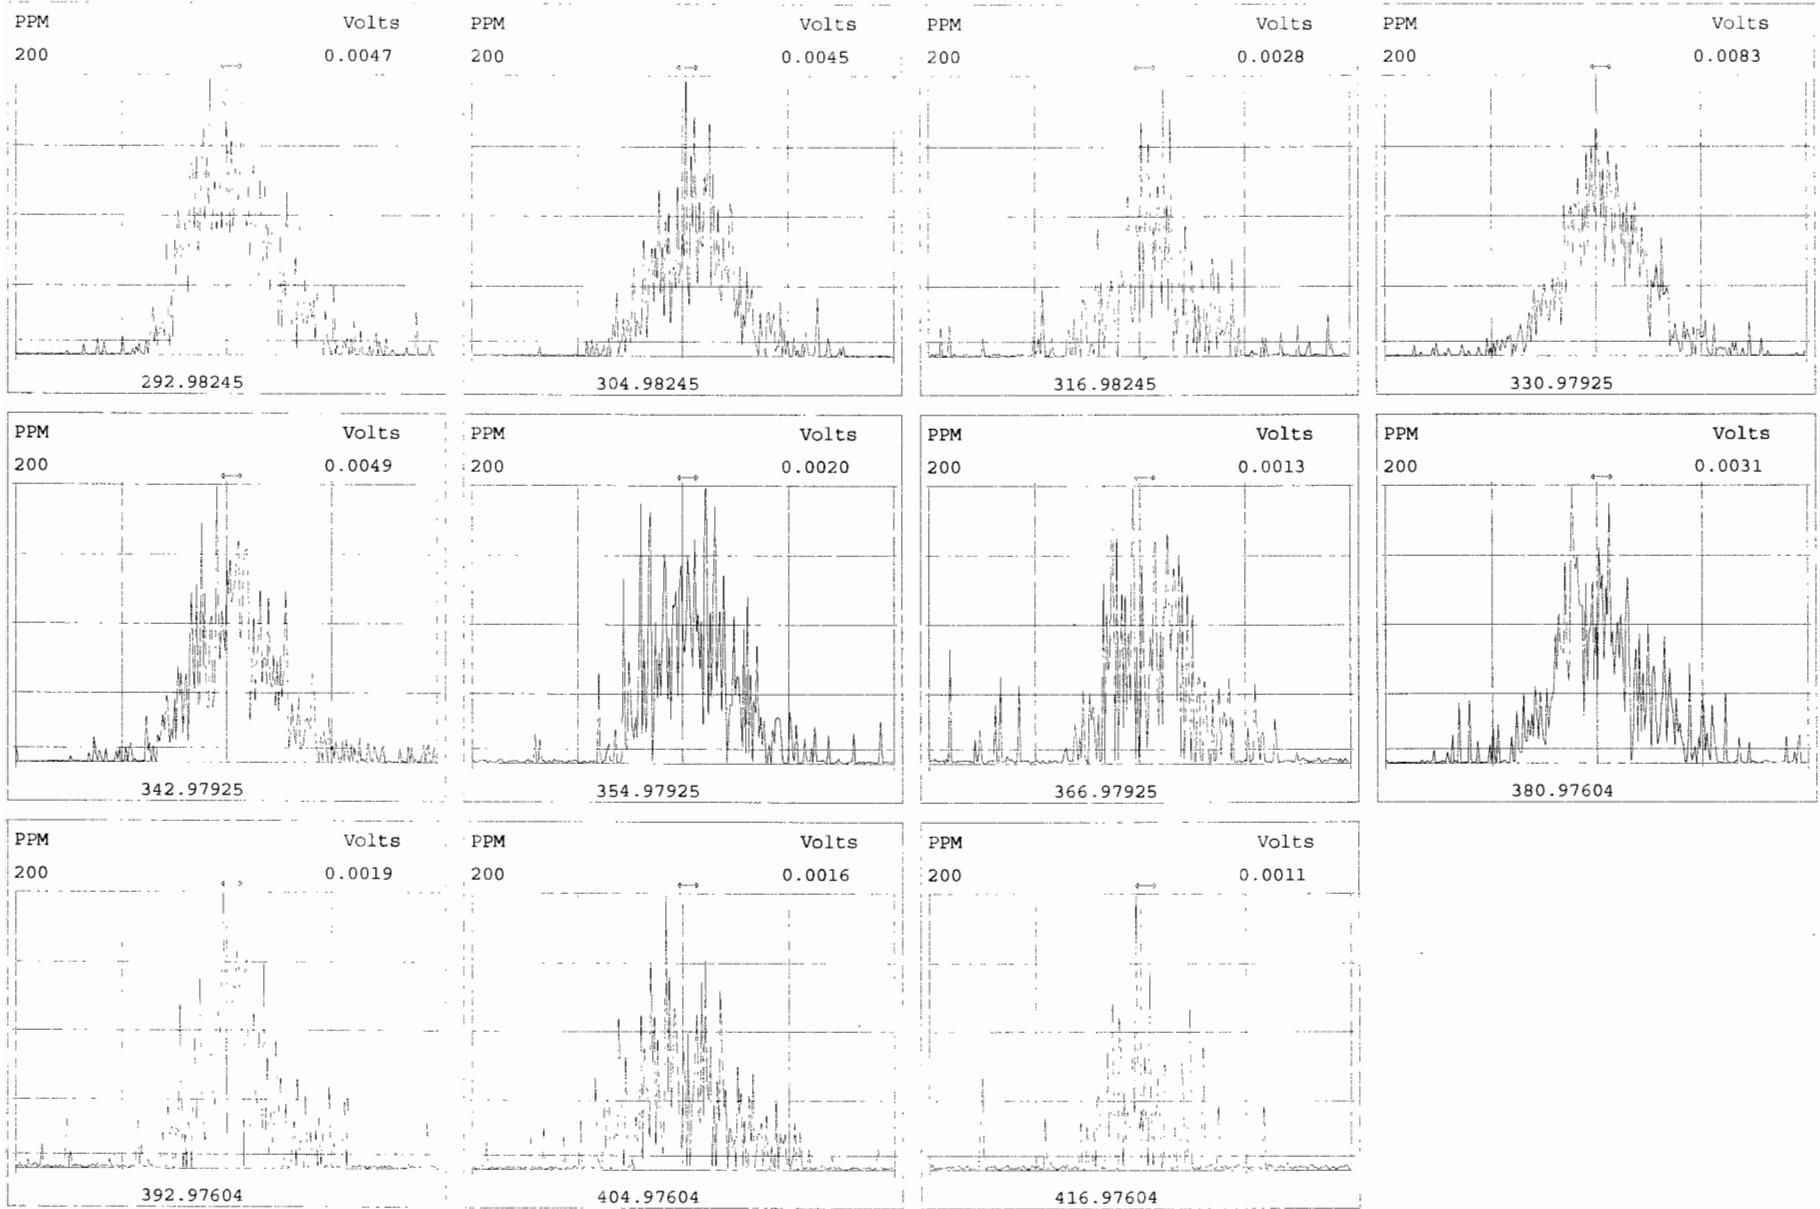 PPM Volts
200 0.0047
292.98245
PPM Volts
200 0.0045
304.98245
PPM Volts
200 0.0028
316.98245
PPM Volts
200 0.0083
330.97925
PPM Volts
200 0.0049
342.97925
PPM Volts
200 0.0020
354.97925
PPM Volts
200 0.0013
366.97925
PPM Volts
200 0.0031
380.97604
PPM Volts
200 0.0019
392.97604
PPM Volts
200 0.0016
404.97604
PPM Volts
200 0.0011
416.97604